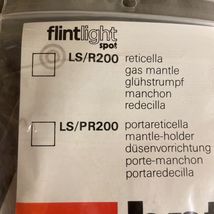 flintlight
spot
LS/R200 reticella
gas mantle
glühstrumpf
manchon
redecilla
LS/PR200 portareticella
mantle-holder
düsenvorrichtung
porte-manchon
portaredecilla